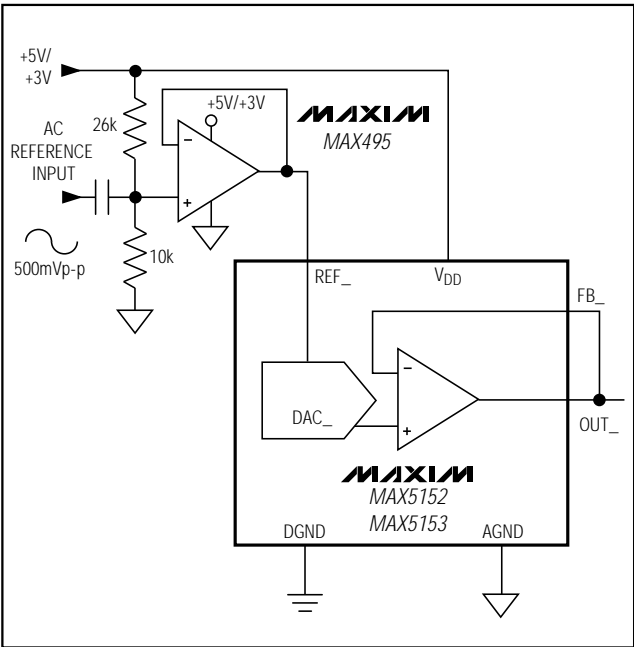 +5V/
+3V
26k
+5V/+3V
MAXIM
MAX495
AC
REFERENCE
INPUT
−
+
10k
500mVp-p
REF_
VDD
FB_
−
DAC_
+
OUT_
MAXIM
MAX5152
MAX5153
DGND
AGND